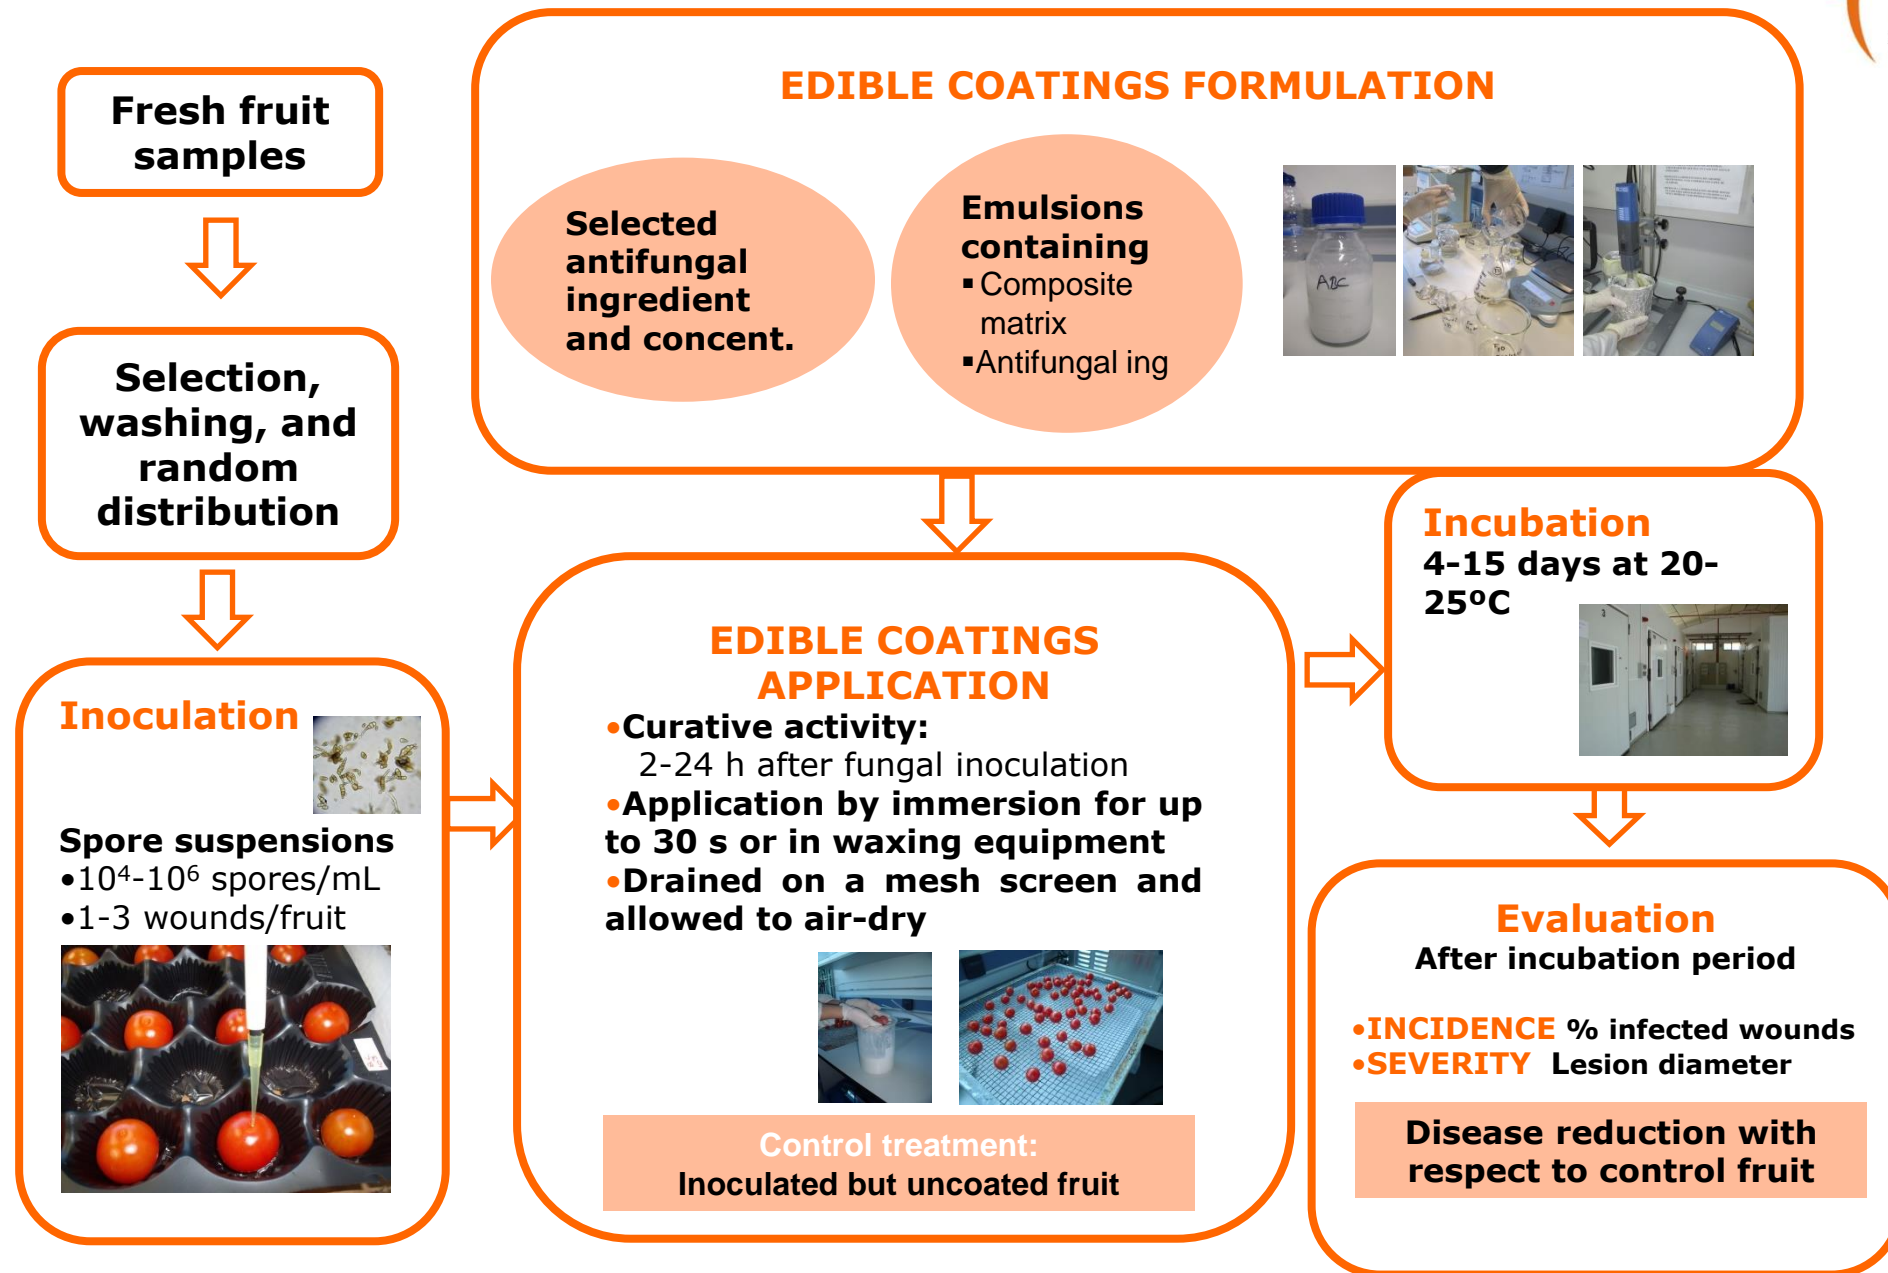 Fresh fruit
samples
Selection,
washing, and
random
distribution
Inoculation
Spore suspensions
•10⁴-10⁶ spores/mL
•1-3 wounds/fruit
EDIBLE COATINGS FORMULATION
Selected
antifungal
ingredient
and concent.
Emulsions
containing
▪ Composite
matrix
▪Antifungal ing
ABC
EDIBLE COATINGS
APPLICATION
•Curative activity:
2-24 h after fungal inoculation
•Application by immersion for up
to 30 s or in waxing equipment
•Drained on a mesh screen and
allowed to air-dry
Control treatment:
Inoculated but uncoated fruit
Incubation
4-15 days at 20-
25ºC
Evaluation
After incubation period
•INCIDENCE % infected wounds
•SEVERITY Lesion diameter
Disease reduction with
respect to control fruit